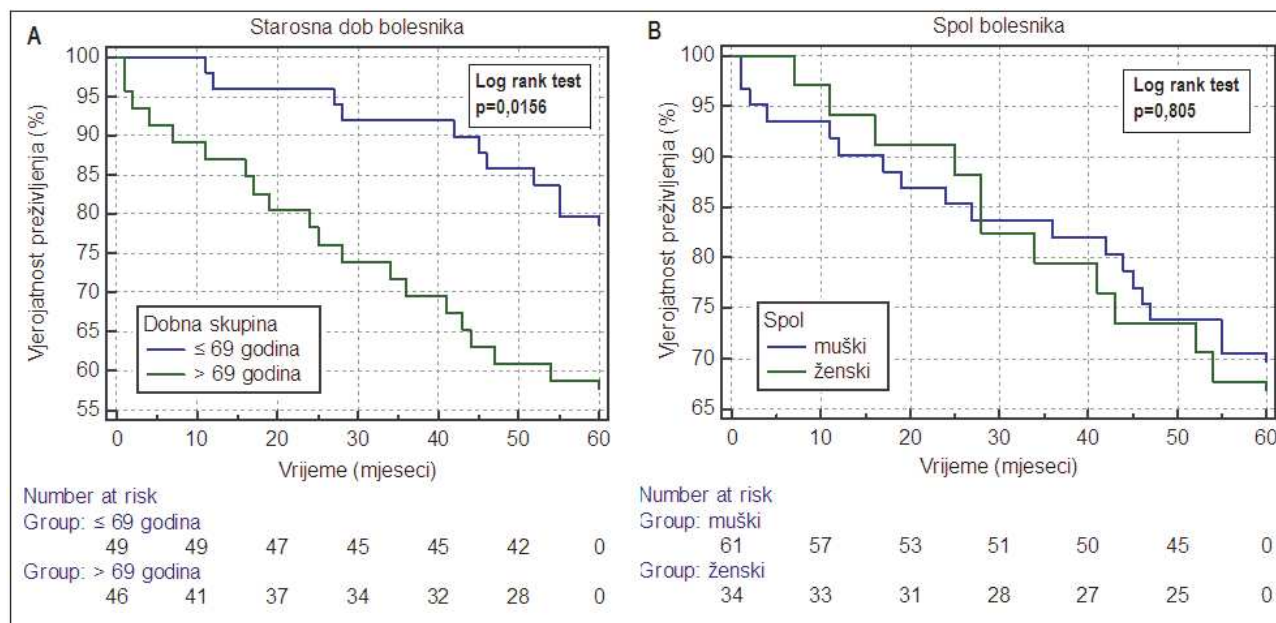 A
Starosna dob bolesnika
Vjerojatnost preživljenja (%)
100
95
90
85
80
75
70
65
60
55
Log rank test
p=0,0156
Dobna skupina
≤ 69 godina
> 69 godina
0 10 20 30 40 50 60
Vrijeme (mjeseci)
Number at risk
Group: ≤ 69 godina
49 49 47 45 45 42 0
Group: > 69 godina
46 41 37 34 32 28 0
B
Spol bolesnika
Vjerojatnost preživljenja (%)
100
95
90
85
80
75
70
65
Log rank test
p=0,805
Spol
muški
ženski
0 10 20 30 40 50 60
Vrijeme (mjeseci)
Number at risk
Group: muški
61 57 53 51 50 45 0
Group: ženski
34 33 31 28 27 25 0